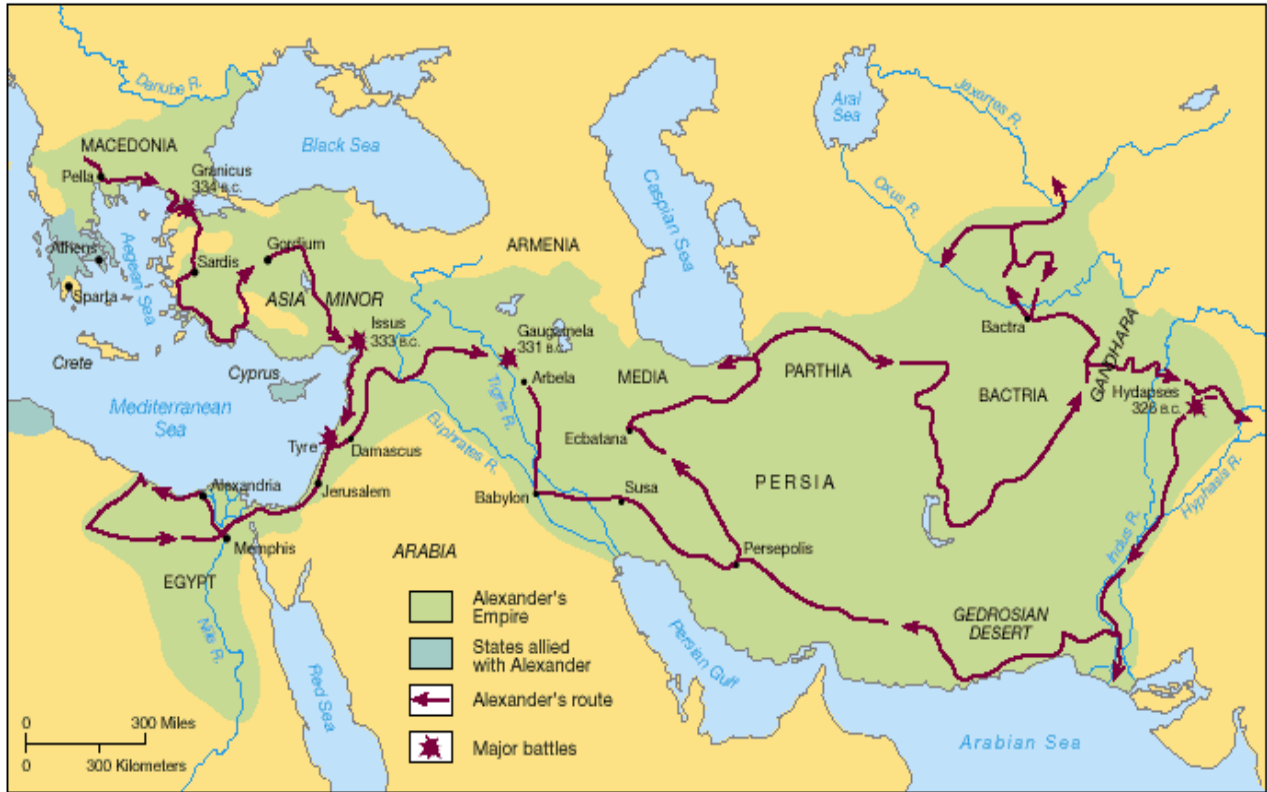 Danube R.
Black Sea
Aral
Sea
Jaxartes R.
MACEDONIA
Pella
Granicus
334 B.C.
Caspian Sea
Oxus R.
Athens
Aegean Sea
Sardis
Gordium
ARMENIA
Sparta
ASIA MINOR
Issus
333 B.C.
Gaugamela
331 B.C.
Bactra
GANDHARA
Crete
Cyprus
Arbela
MEDIA
PARTHIA
BACTRIA
Hydapses
326 B.C.
Mediterranean
Sea
Tyre
Damascus
Tigris R.
Euphrates R.
Ecbatana
Hyphasis R.
Alexandria
Jerusalem
Babylon
Susa
PERSIA
Indus R.
Memphis
ARABIA
Persepolis
EGYPT
Nile R.
Red Sea
Persian Gulf
GEDROSIAN
DESERT
Alexander's
Empire
States allied
with Alexander
Alexander's route
Major battles
Arabian Sea
0 300 Miles
0 300 Kilometers